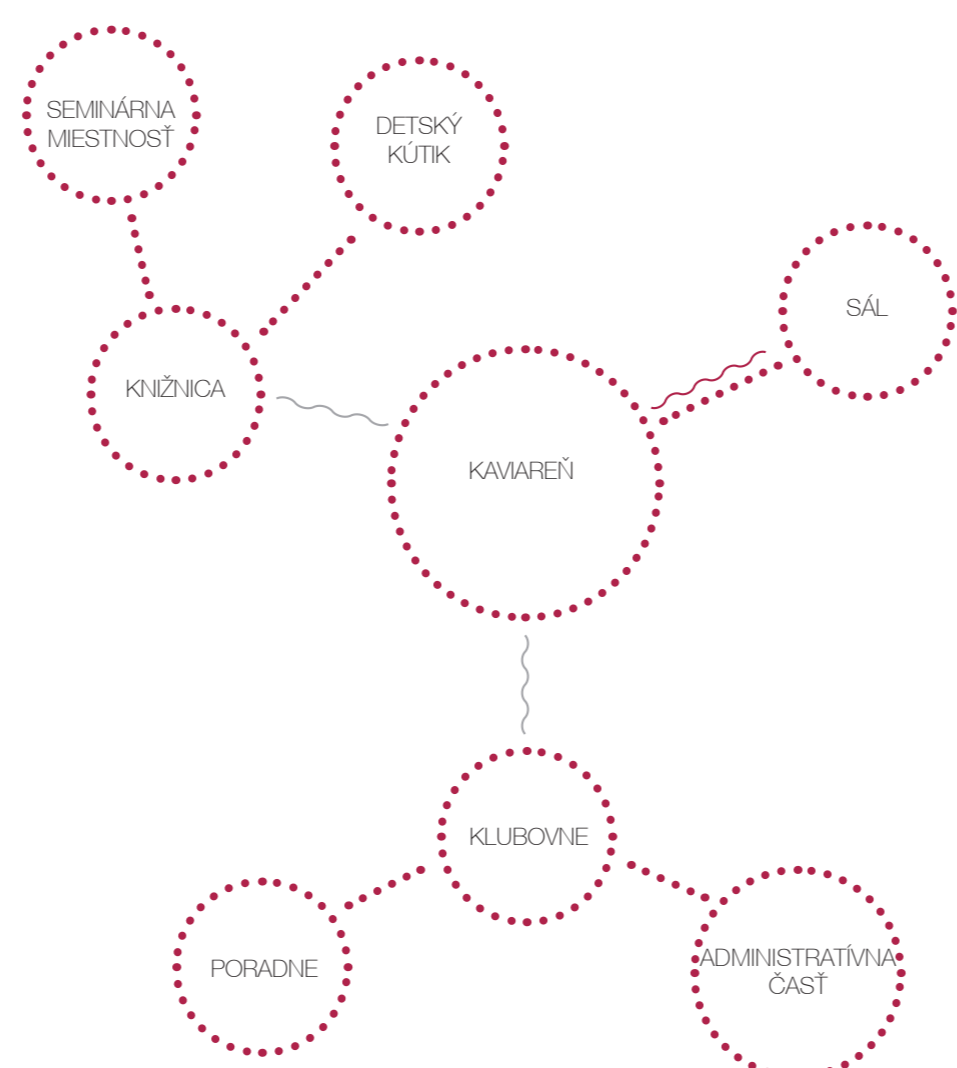 SEMINÁRNA
MIESTNOSŤ
DETSKÝ
KÚTIK
SÁL
KNIŽNICA
KAVIAREŇ
KLUBOVNE
PORADNE
ADMINISTRATÍVNA
ČASŤ